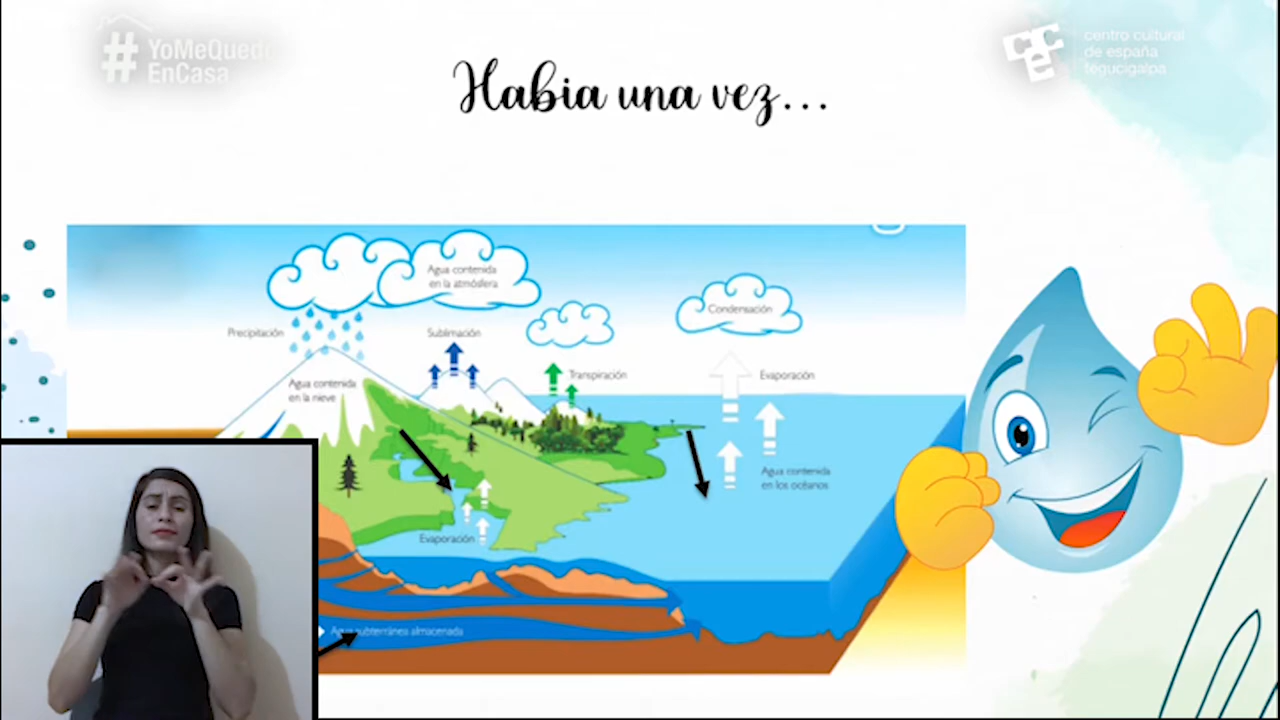 #YoMeQuedo
EnCasa
centro cultural
de españa
tegucigalpa
Habia una vez...
Agua contenida
en la atmósfera
Condensación
Precipitación
Sublimación
Transpiración
Evaporación
Agua contenida
en la nieve
Agua contenida
en los océanos
Evaporación
Agua subterránea almacenada